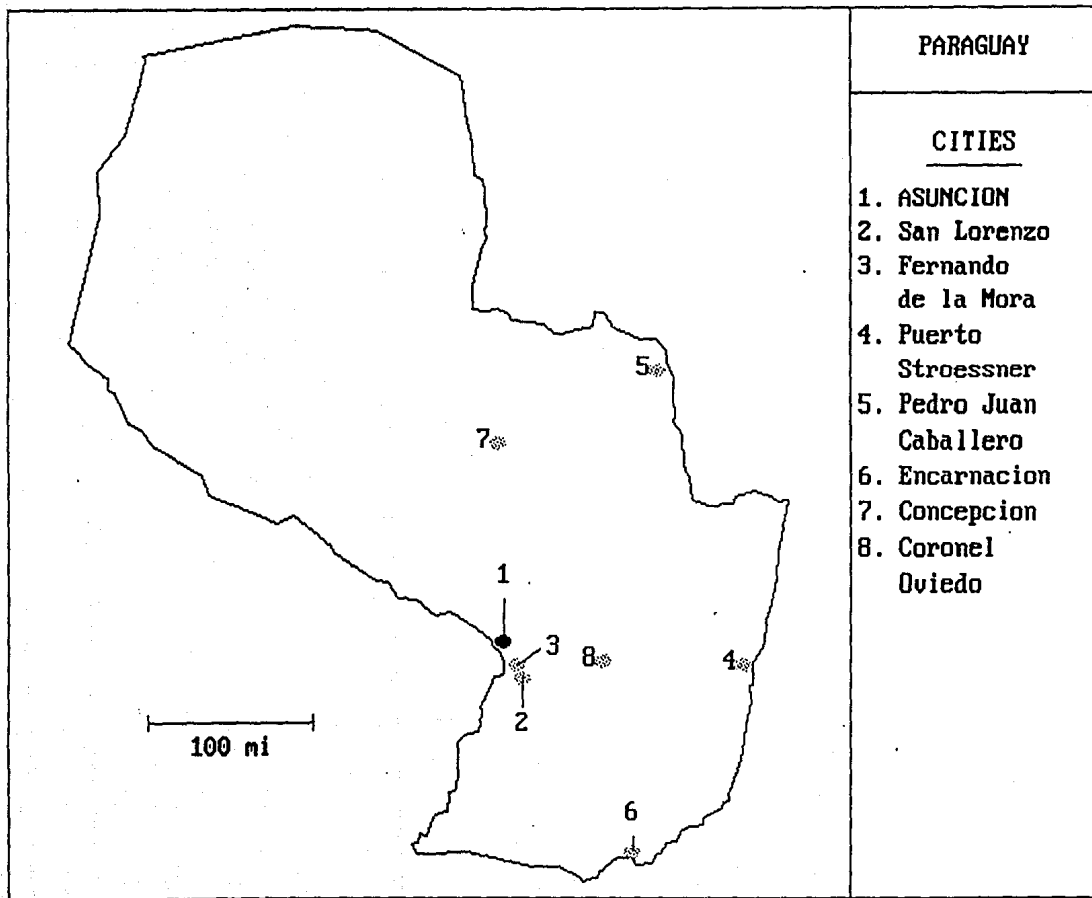 PARAGUAY
CITIES
1. ASUNCION
2. San Lorenzo
3. Fernando
de la Mora
4. Puerto
Stroessner
5. Pedro Juan
Caballero
6. Encarnacion
7. Concepcion
8. Coronel
Oviedo
5
7
1
3
8
4
2
100 mi
6